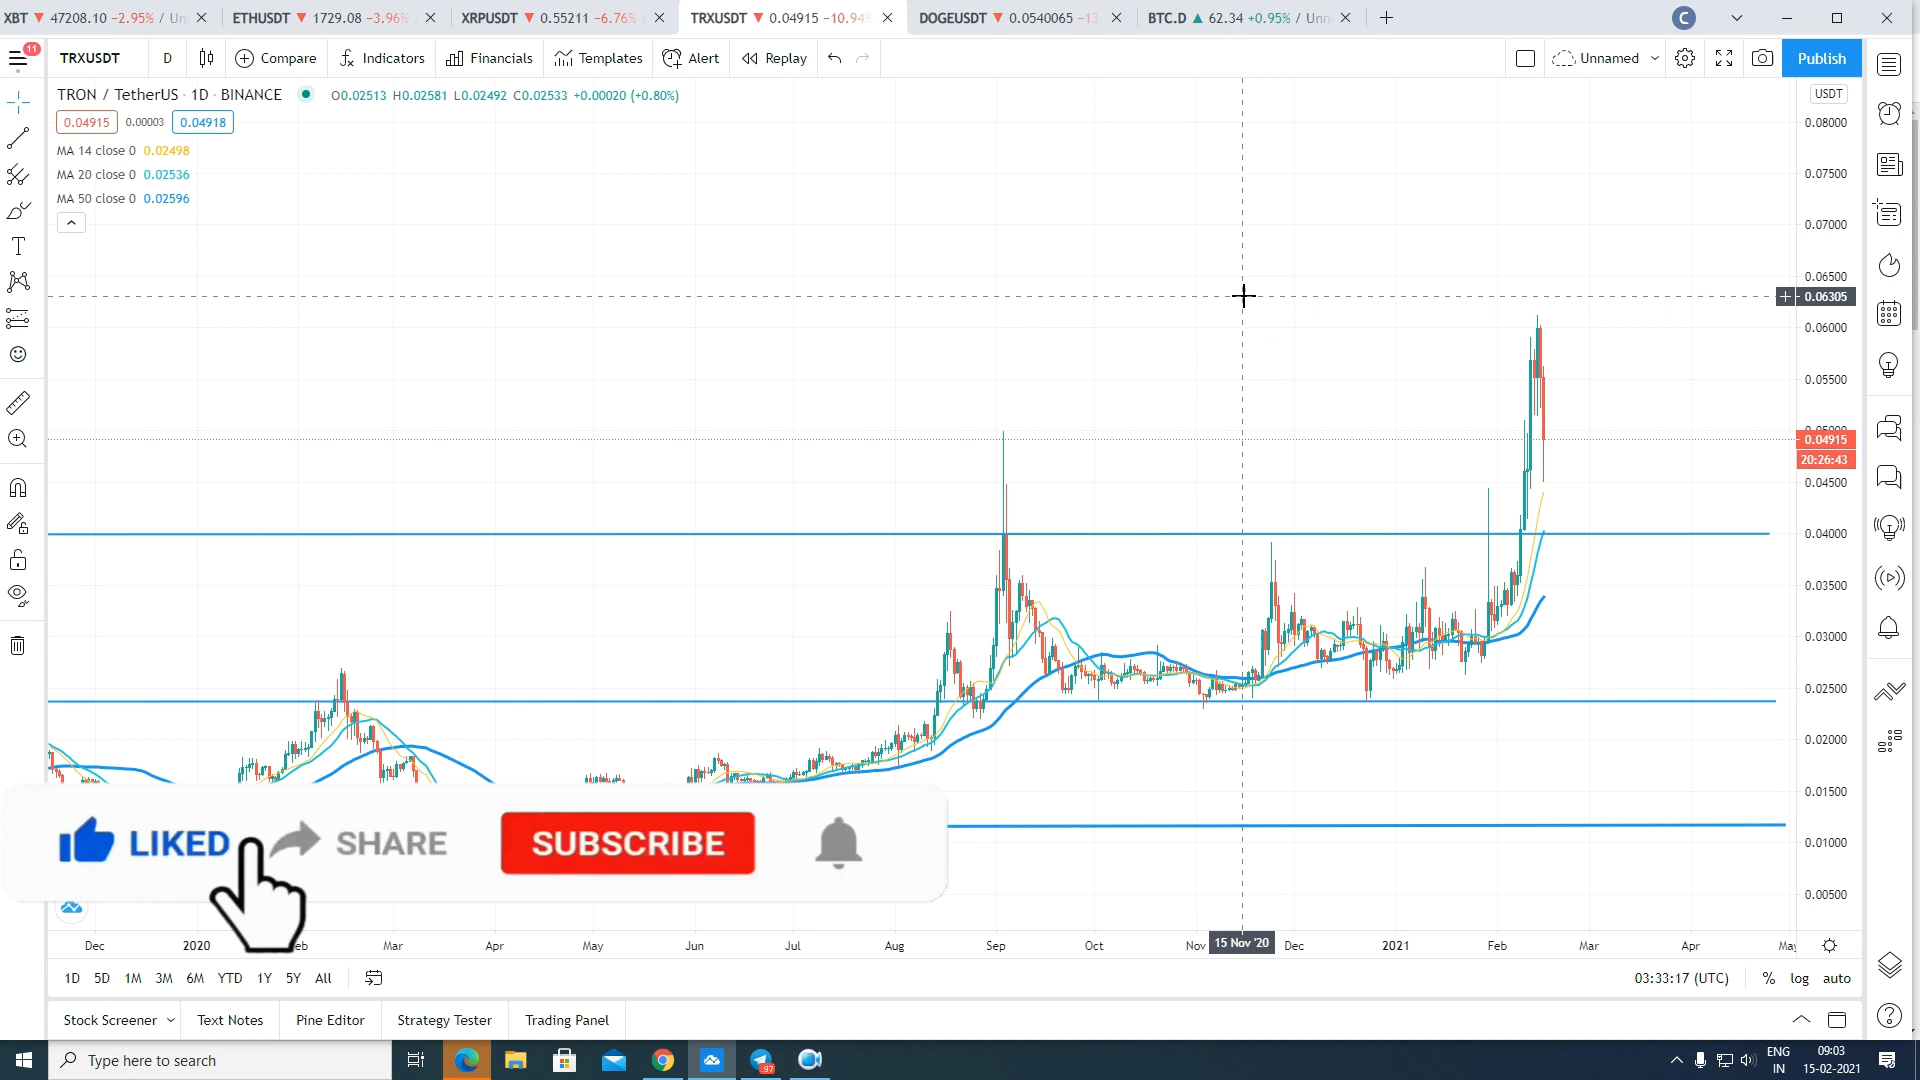 XBT ▼ 47208.10 −2.95% / Un
ETHUSDT ▼ 1729.08 −3.96%
XRPUSDT ▼ 0.55211 −6.76%
TRXUSDT ▼ 0.04915 −10.94%
DOGEUSDT ▼ 0.0540065 −13
BTC.D ▲ 62.34 +0.95% / Unn
C
11
TRXUSDT
D
Compare
Indicators
Financials
Templates
Alert
Replay
Unnamed
Publish
TRON / TetherUS · 1D · BINANCE
O0.02513 H0.02581 L0.02492 C0.02533 +0.00020 (+0.80%)
USDT
0.04915 0.00003 0.04918
MA 14 close 0 0.02498
MA 20 close 0 0.02536
MA 50 close 0 0.02596
0.08000
0.07500
0.07000
0.06500
0.06305
0.06000
0.05500
0.05000
0.04915
20:26:43
0.04500
0.04000
0.03500
0.03000
0.02500
0.02000
0.01500
0.01000
0.00500
LIKED
SHARE
SUBSCRIBE
Dec 2020 eb Mar Apr May Jun Jul Aug Sep Oct Nov 15 Nov '20 Dec 2021 Feb Mar Apr May
1D 5D 1M 3M 6M YTD 1Y 5Y All
03:33:17 (UTC)
% log auto
Stock Screener
Text Notes
Pine Editor
Strategy Tester
Trading Panel
Type here to search
97
ENG
IN
09:03
15-02-2021